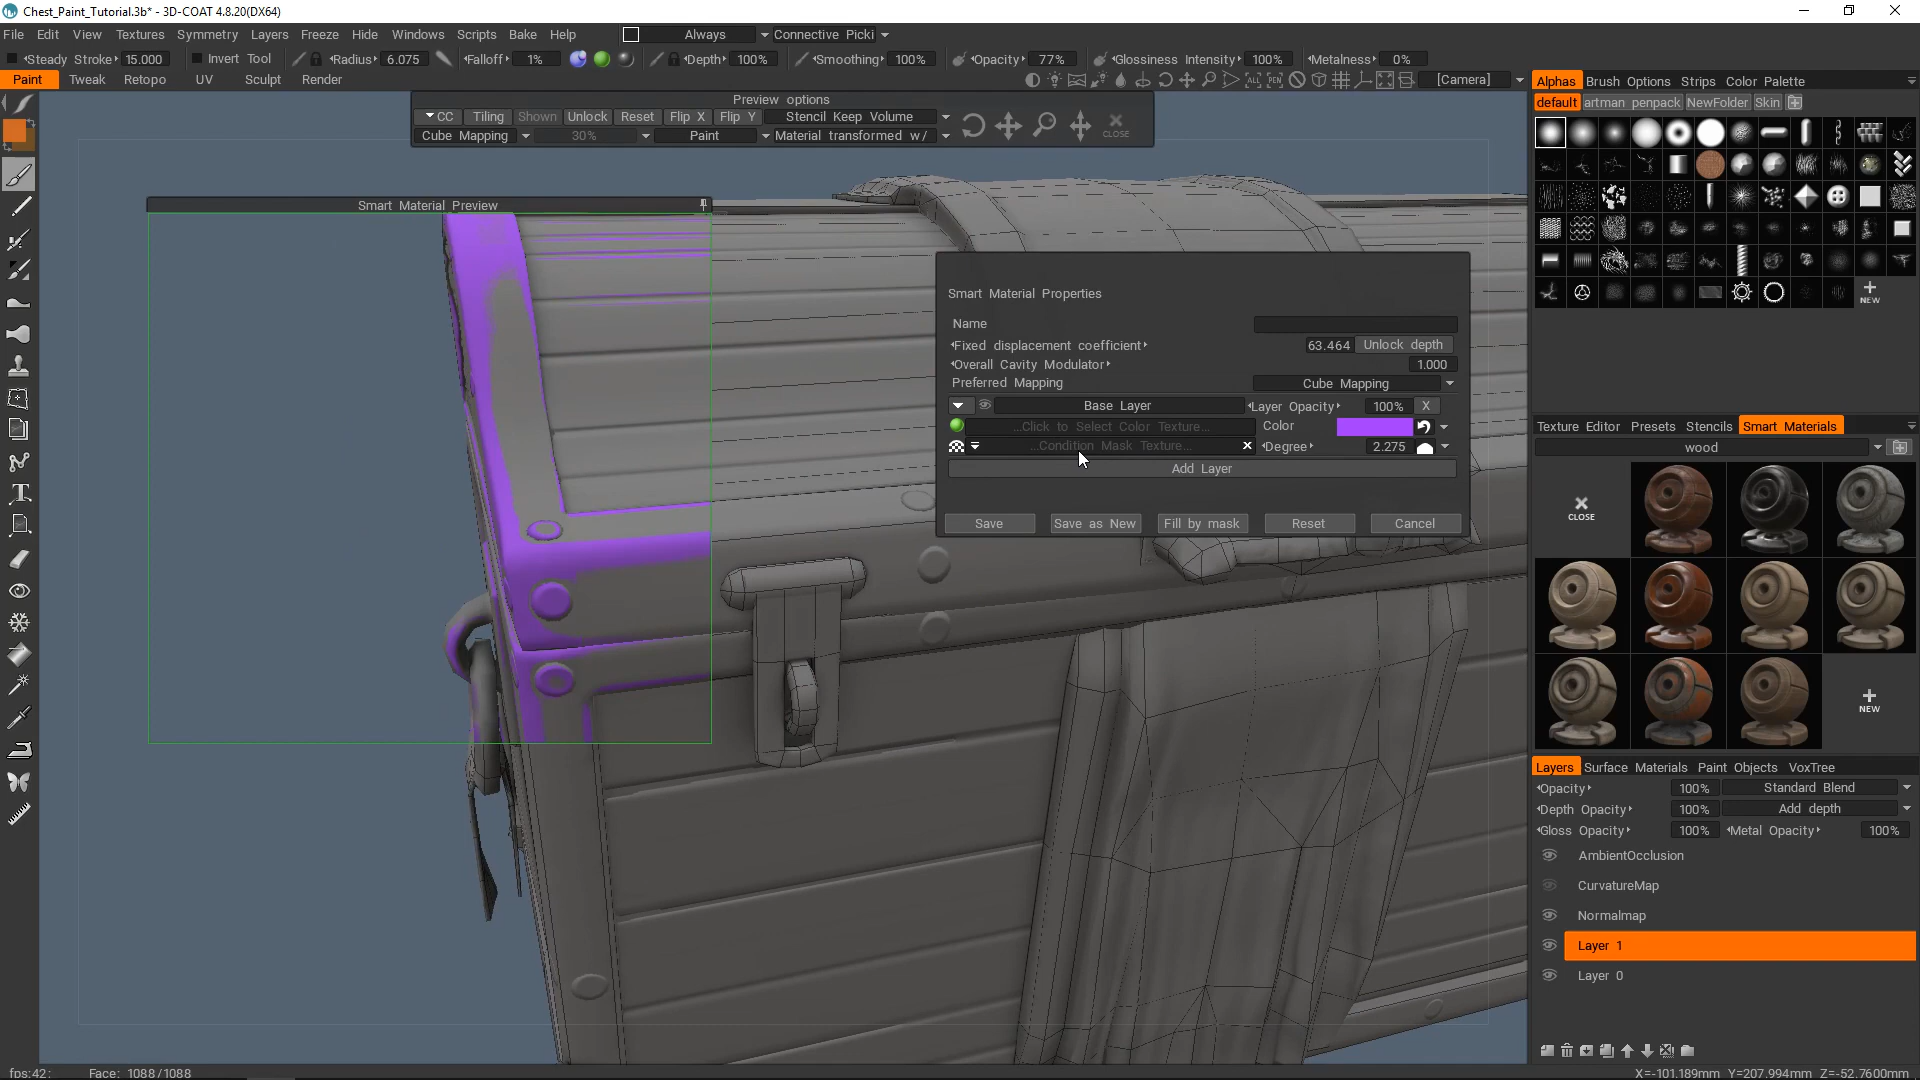 Chest_Paint_Tutorial.3b* - 3D-COAT 4.8.20(DX64)
File Edit View Textures Symmetry Layers Freeze Hide Windows Scripts Bake Help Always Connective Picki
Steady Stroke 15.000 Invert Tool Radius 6.075 Falloff 1% Depth 100% Smoothing 100% Opacity 77% Glossiness Intensity 100% Metalness 0%
Paint Tweak Retopo UV Sculpt Render ALL PEN [Camera]
Preview options
CC Tiling Shown Unlock Reset Flip X Flip Y Stencil Keep Volume
Cube Mapping 30% Paint Material transformed w/ CLOSE
Smart Material Preview
Smart Material Properties
Name
Fixed displacement coefficient 63.464 Unlock depth
Overall Cavity Modulator 1.000
Preferred Mapping Cube Mapping
Base Layer Layer Opacity 100% X
...Click to Select Color Texture... Color
...Condition Mask Texture... Degree 2.275
Add Layer
Save Save as New Fill by mask Reset Cancel
Alphas Brush Options Strips Color Palette
default artman penpack NewFolder Skin
NEW
Texture Editor Presets Stencils Smart Materials
wood
CLOSE
NEW
Layers Surface Materials Paint Objects VoxTree
Opacity 100% Standard Blend
Depth Opacity 100% Add depth
Gloss Opacity 100% Metal Opacity 100%
AmbientOcclusion
CurvatureMap
Normalmap
Layer 1
Layer 0
fps:42: Face: 1088/1088 X=-101.189mm Y=207.994mm Z=-52.7600mm